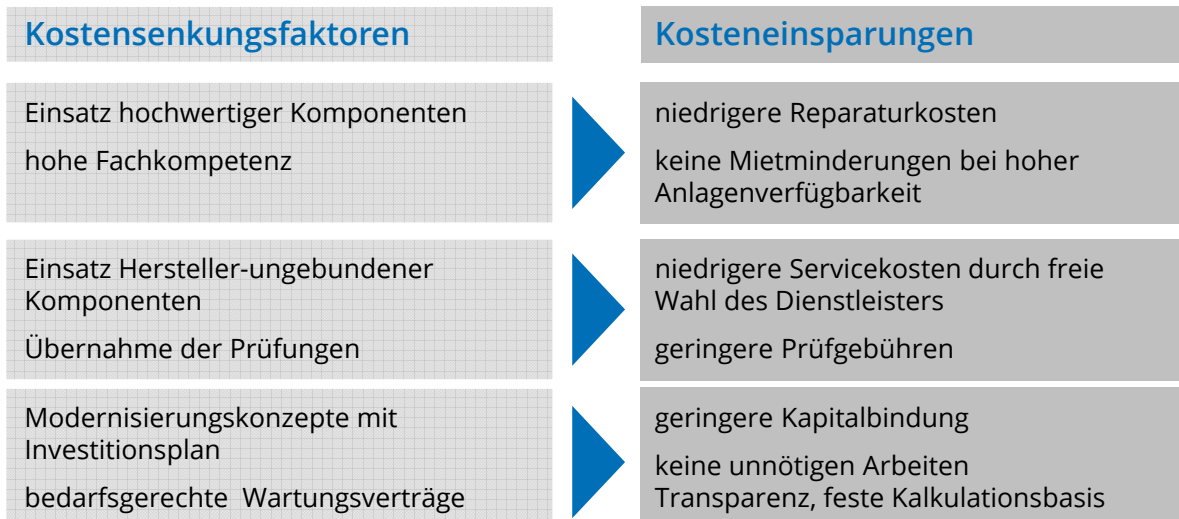 Kostensenkungsfaktoren
Kosteneinsparungen
Einsatz hochwertiger Komponenten
hohe Fachkompetenz
niedrigere Reparaturkosten
keine Mietminderungen bei hoher
Anlagenverfügbarkeit
Einsatz Hersteller-ungebundener
Komponenten
Übernahme der Prüfungen
niedrigere Servicekosten durch freie
Wahl des Dienstleisters
geringere Prüfgebühren
Modernisierungskonzepte mit
Investitionsplan
bedarfsgerechte  Wartungsverträge
geringere Kapitalbindung
keine unnötigen Arbeiten
Transparenz, feste Kalkulationsbasis